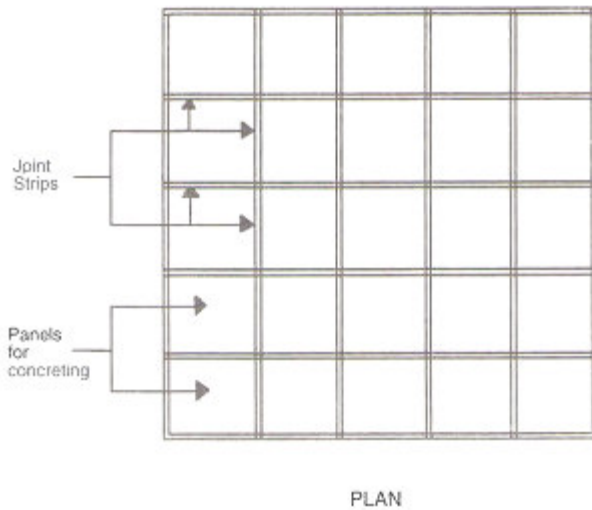 Joint
Strips
Panels
for
concreting
PLAN